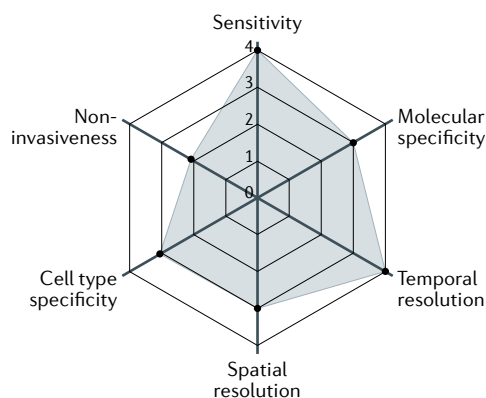 Sensitivity
4
3
2
1
0
Non-
invasiveness
Molecular
specificity
Cell type
specificity
Temporal
resolution
Spatial
resolution